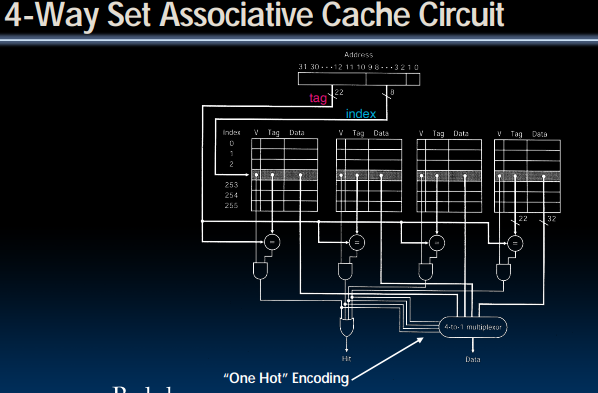 4-Way Set Associative Cache Circuit
Address
31 30 · · · 12 11 10 9 8 · · · 3 2 1 0
22
8
tag
index
Index V Tag Data V Tag Data V Tag Data V Tag Data
0
1
2
253
254
255
22 32
= = = =
4-to-1 multiplexor
Hit Data
"One Hot" Encoding